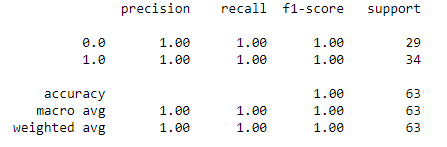 precision recall f1-score support
0.0 1.00 1.00 1.00 29
1.0 1.00 1.00 1.00 34
accuracy 1.00 63
macro avg 1.00 1.00 1.00 63
weighted avg 1.00 1.00 1.00 63